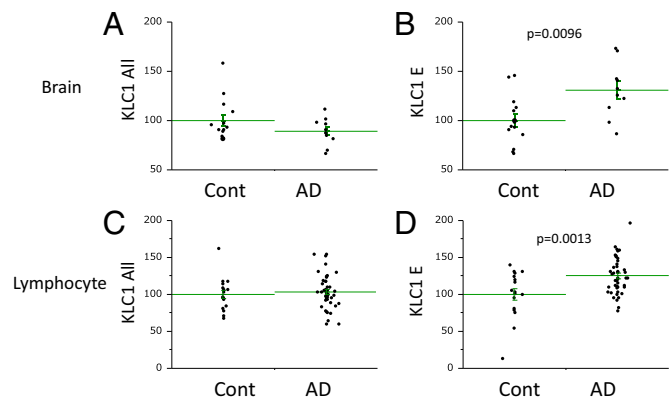 A
B
p=0.0096
Brain
KLC1 All
200
150
100
50
Cont
AD
KLC1 E
200
150
100
50
Cont
AD
C
D
p=0.0013
Lymphocyte
KLC1 All
200
150
100
50
0
Cont
AD
KLC1 E
200
150
100
50
0
Cont
AD